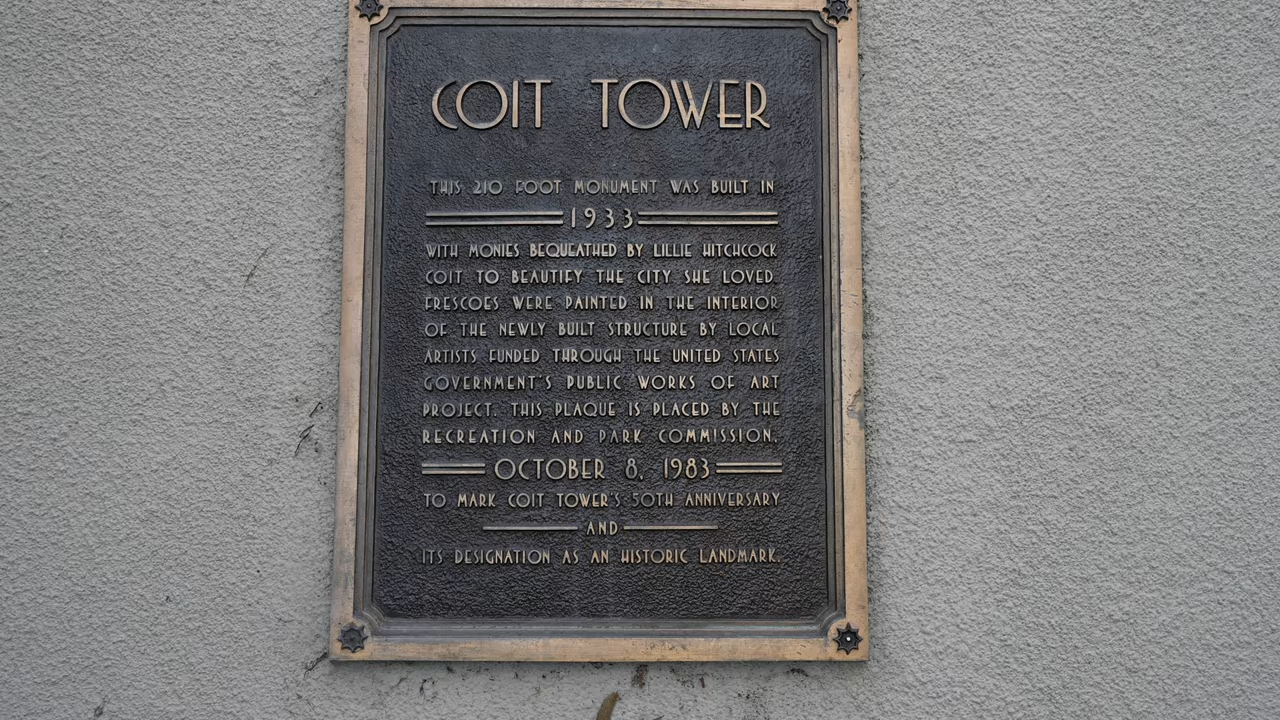 COIT TOWER
THIS 210 FOOT MONUMENT WAS BUILT IN
1933
WITH MONIES BEQUEATHED BY LILLIE HITCHCOCK
COIT TO BEAUTIFY THE CITY SHE LOVED.
FRESCOES WERE PAINTED IN THE INTERIOR
OF THE NEWLY BUILT STRUCTURE BY LOCAL
ARTISTS FUNDED THROUGH THE UNITED STATES
GOVERNMENT'S PUBLIC WORKS OF ART
PROJECT. THIS PLAQUE IS PLACED BY THE
RECREATION AND PARK COMMISSION,
OCTOBER 8, 1983
TO MARK COIT TOWER'S 50TH ANNIVERSARY
AND
ITS DESIGNATION AS AN HISTORIC LANDMARK.